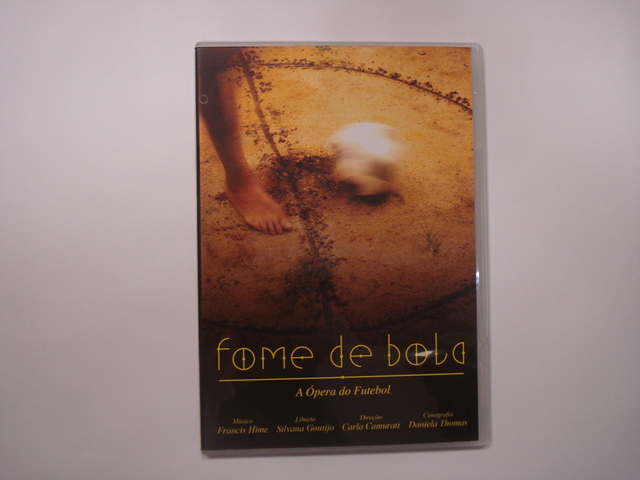 fome de bola
A Ópera do Futebol
Música Libreto Direção Cenografia
Francis Hime Silvana Gontijo Carla Camurati Daniela Thomas